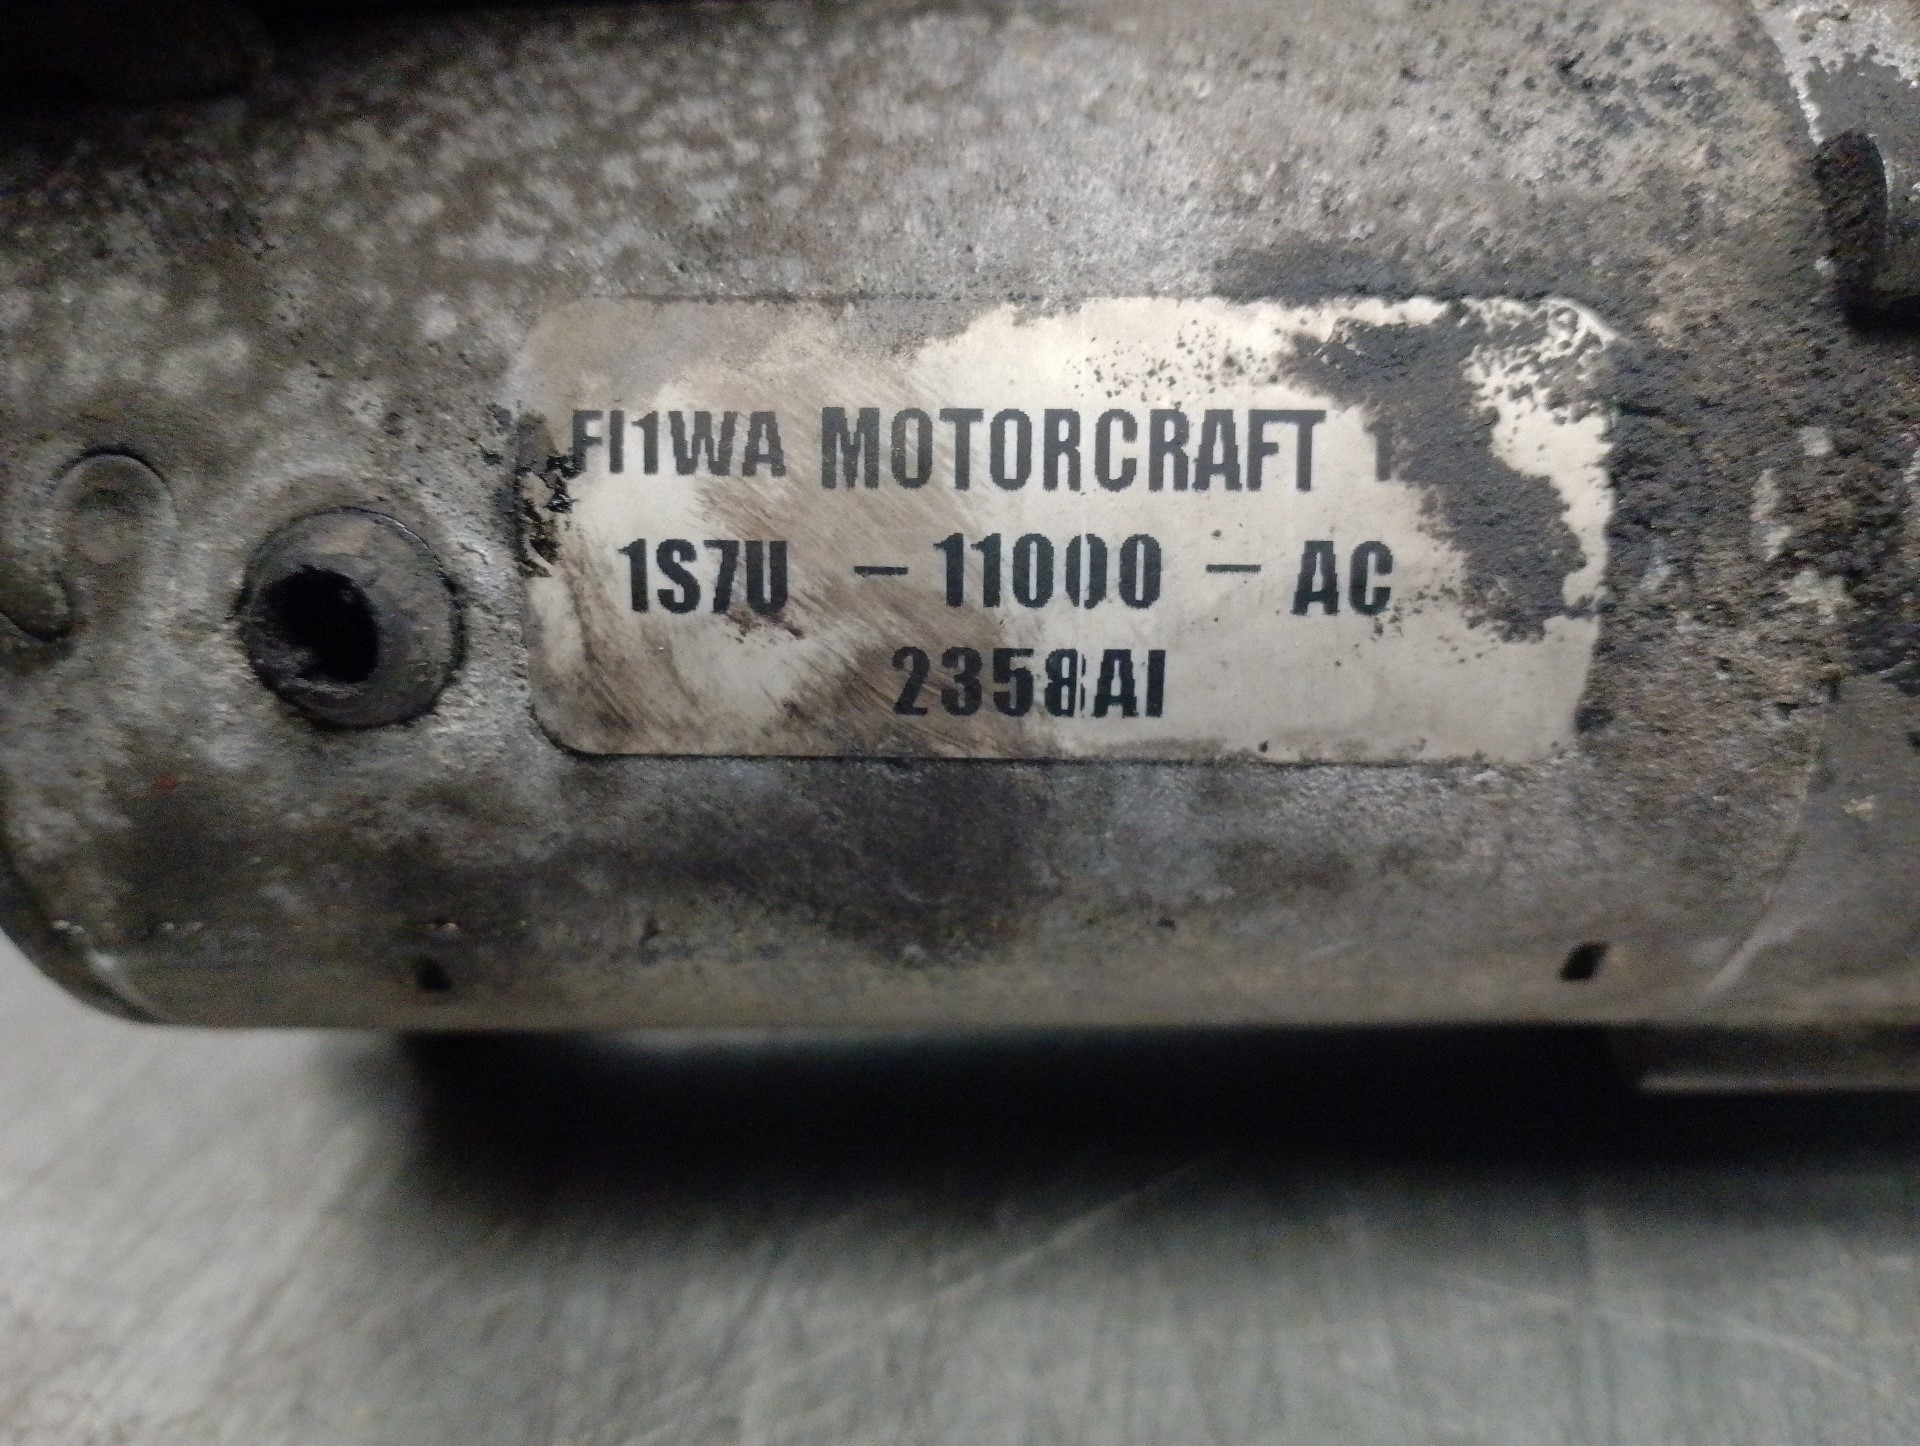 FI1WA MOTORCRAFT
1S7U - 11000 - AC
2358AI